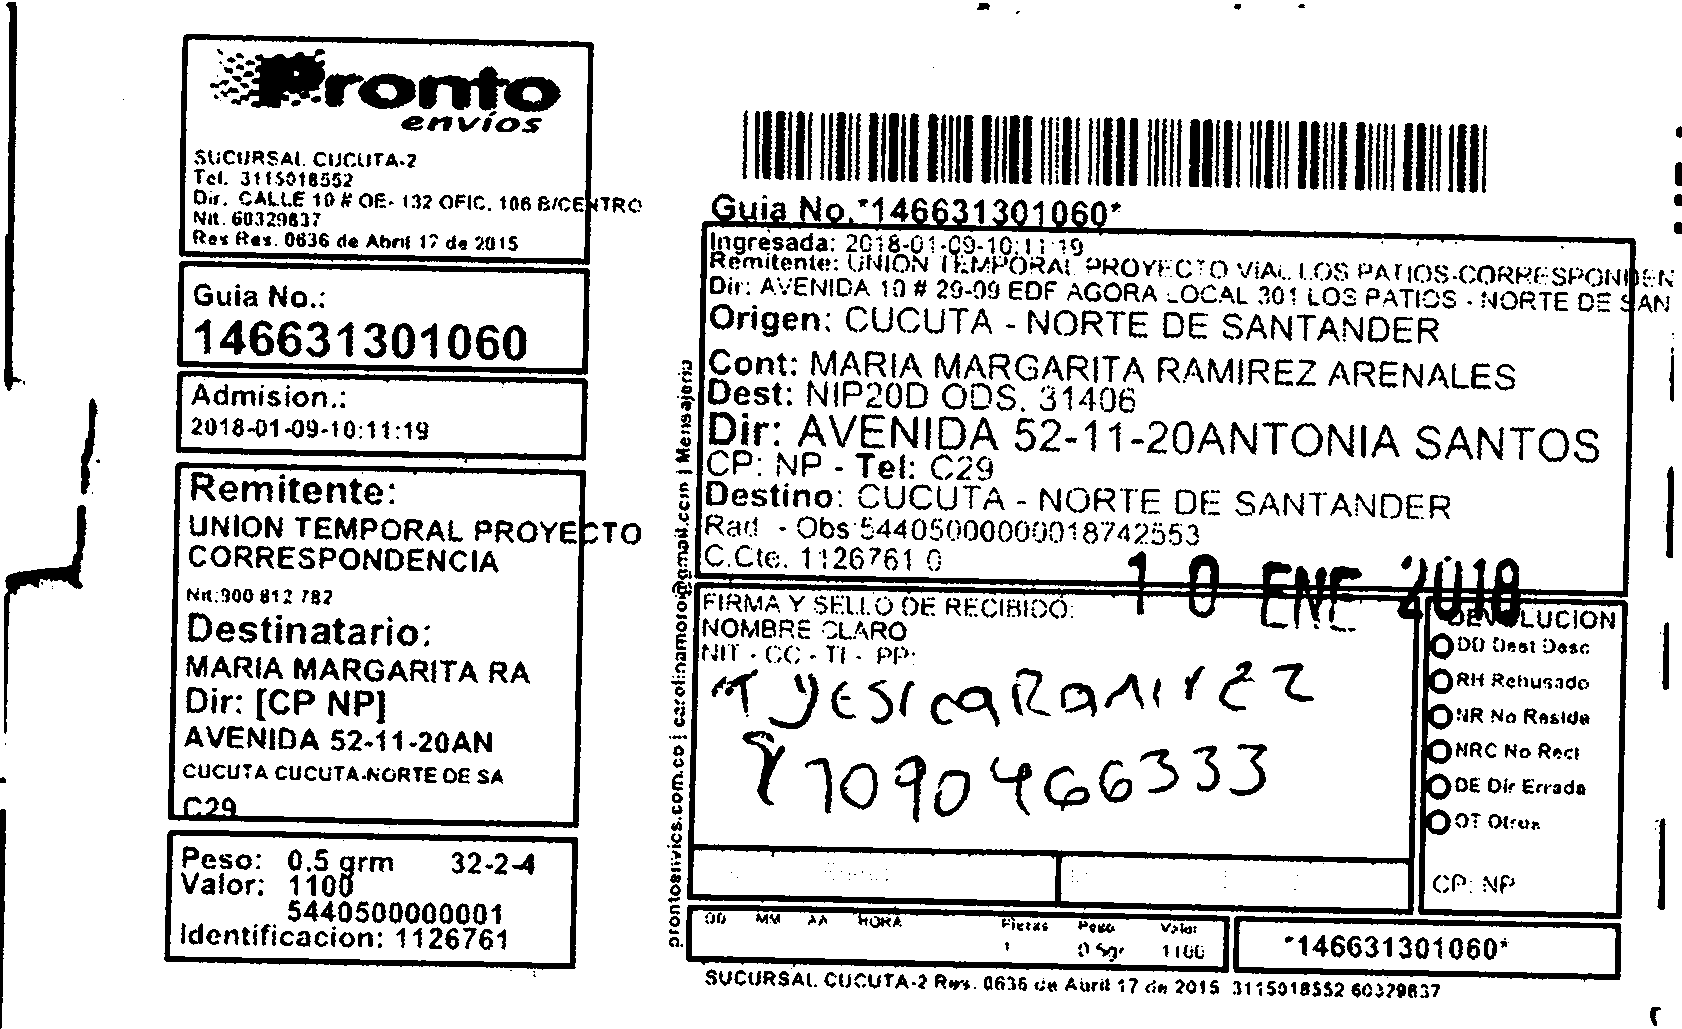 Pronto
envíos
SUCURSAL CUCUTA-2
Tel. 3115018552
Dir. CALLE 10 # OE- 132 OFIC. 106 B/CENTRO
Nit. 60329837
Res Res. 0636 de Abril 17 de 2015
Guia No.:
146631301060
Admision.:
2018-01-09-10:11:19
Remitente:
UNION TEMPORAL PROYECTO
CORRESPONDENCIA
Nit:900 812 782
Destinatario:
MARIA MARGARITA RA
Dir: [CP NP]
AVENIDA 52-11-20AN
CUCUTA CUCUTA-NORTE DE SA
C29
Peso: 0.5 grm 32-2-4
Valor: 1100
5440500000001
Identificacion: 1126761
prontoenvios.com.co | carolinamoro@gmail.com | Mensajeria
Guia No.*146631301060*
Ingresada: 2018-01-09-10:11:19
Remitente: UNION TEMPORAL PROYECTO VIAL LOS PATIOS-CORRESPONDEN
Dir: AVENIDA 10 # 29-09 EDF AGORA LOCAL 301 LOS PATIOS - NORTE DE SAN
Origen: CUCUTA - NORTE DE SANTANDER
Cont: MARIA MARGARITA RAMIREZ ARENALES
Dest: NIP20D ODS. 31406
Dir: AVENIDA 52-11-20ANTONIA SANTOS
CP: NP - Tel: C29
Destino: CUCUTA - NORTE DE SANTANDER
Rad - Obs:54405000000018742553
C.Cte. 1126761 0
10 ENE 2018
FIRMA Y SELLO DE RECIBIDO:
NOMBRE CLARO
NIT - CC - TI - PP:
Yesica Ramirez
1090466333
DEVOLUCION
DD Dest Desc
RH Rehusado
NR No Reside
NRC No Recl
DE Dir Errada
OT Otros
CP: NP
DD MM AA HORA Piezas Peso Valor
1 0.5gr 1100
*146631301060*
SUCURSAL CUCUTA-2 Res. 0636 de Abril 17 de 2015 3115018552 60329837